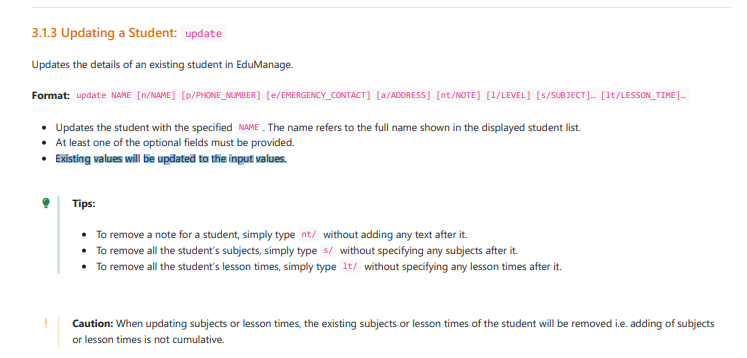 3.1.3 Updating a Student: update
Updates the details of an existing student in EduManage.
Format: update NAME [n/NAME] [p/PHONE_NUMBER] [e/EMERGENCY_CONTACT] [a/ADDRESS] [nt/NOTE] [l/LEVEL] [s/SUBJECT]… [lt/LESSON_TIME]…
• Updates the student with the specified NAME . The name refers to the full name shown in the displayed student list.
• At least one of the optional fields must be provided.
• Existing values will be updated to the input values.
Tips:
• To remove a note for a student, simply type nt/ without adding any text after it.
• To remove all the student's subjects, simply type s/ without specifying any subjects after it.
• To remove all the student's lesson times, simply type lt/ without specifying any lesson times after it.
! Caution: When updating subjects or lesson times, the existing subjects or lesson times of the student will be removed i.e. adding of subjects
or lesson times is not cumulative.